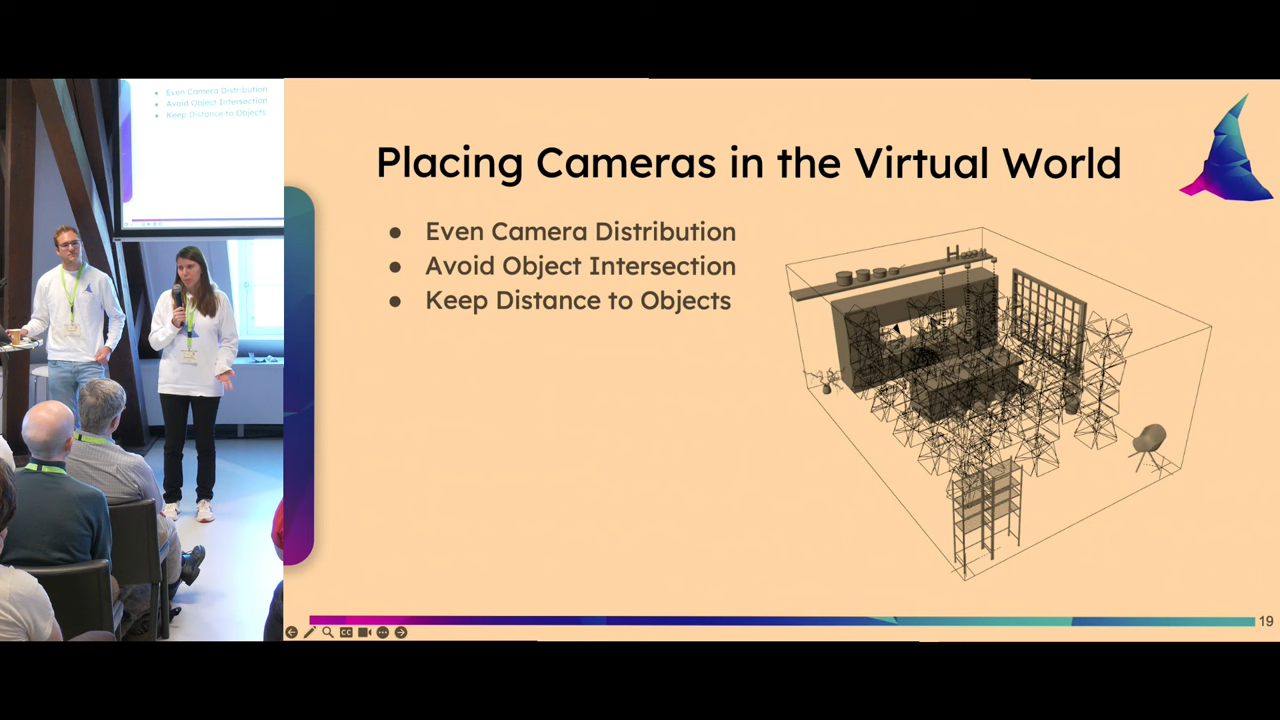 Even Camera Distribution
Avoid Object Intersection
Keep Distance to Objects
Placing Cameras in the Virtual World
Even Camera Distribution
Avoid Object Intersection
Keep Distance to Objects
CC
19